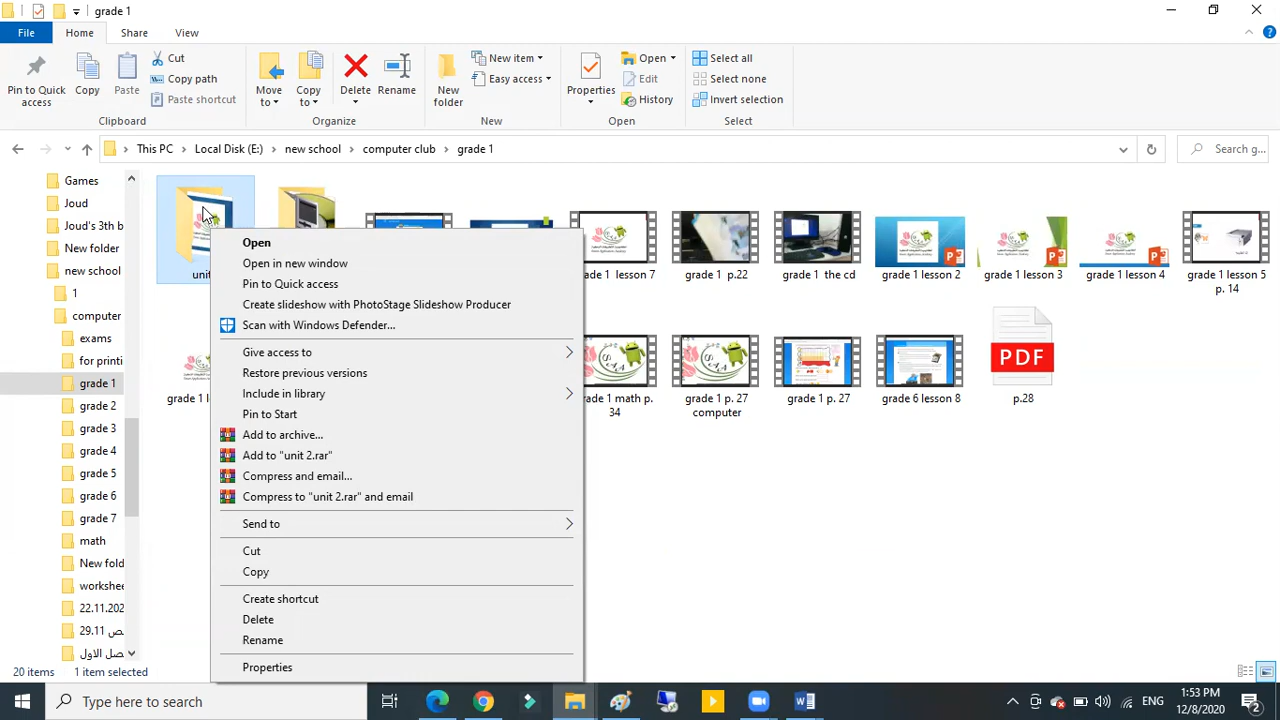 grade 1
File Home Share View
Pin to Quick access
Copy
Paste
Cut
Copy path
Paste shortcut
Clipboard
Move to
Copy to
Delete
Rename
Organize
New folder
New item
Easy access
New
Properties
Open
Edit
History
Open
Select all
Select none
Invert selection
Select
This PC
Local Disk (E:)
new school
computer club
grade 1
Search g...
Games
Joud
Joud's 3th b
New folder
new school
1
computer
exams
for printi
grade 1
grade 2
grade 3
grade 4
grade 5
grade 6
grade 7
math
New fold
workshee
22.11.202
29.11 ص
صل الاول
unit
Open
Open in new window
Pin to Quick access
Create slideshow with PhotoStage Slideshow Producer
Scan with Windows Defender...
Give access to
Restore previous versions
Include in library
Pin to Start
Add to archive...
Add to "unit 2.rar"
Compress and email...
Compress to "unit 2.rar" and email
Send to
Cut
Copy
Create shortcut
Delete
Rename
Properties
lesson 7
grade 1 p.22
grade 1 the cd
grade 1 lesson 2
grade 1 lesson 3
grade 1 lesson 4
grade 1 lesson 5
p. 14
grade 1 l
grade 1 math p.
34
grade 1 p. 27
computer
grade 1 p. 27
grade 6 lesson 8
PDF
p.28
20 items
1 item selected
Type here to search
ENG
1:53 PM
12/8/2020
2